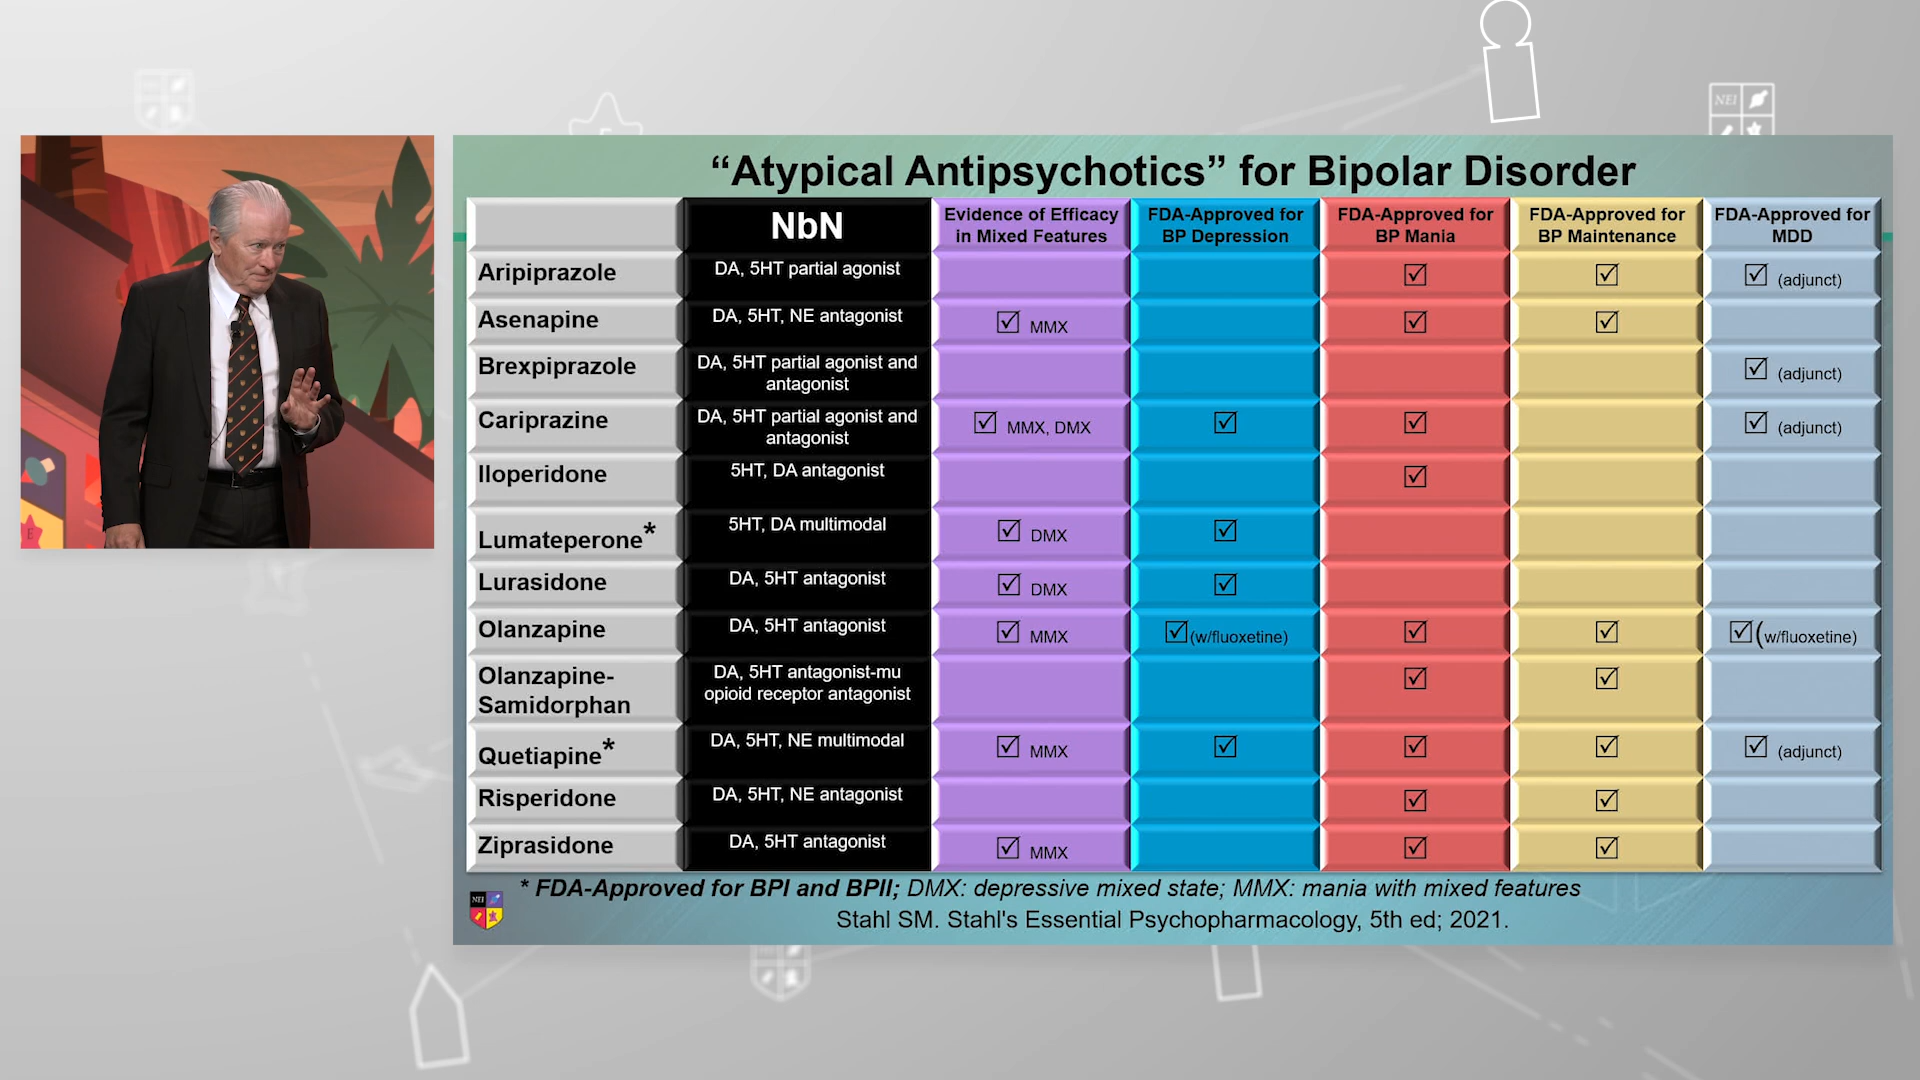 NEI
"Atypical Antipsychotics" for Bipolar Disorder
NbN
Evidence of Efficacy
in Mixed Features
FDA-Approved for
BP Depression
FDA-Approved for
BP Mania
FDA-Approved for
BP Maintenance
FDA-Approved for
MDD
Aripiprazole
DA, 5HT partial agonist
☑
☑
☑ (adjunct)
Asenapine
DA, 5HT, NE antagonist
☑ MMX
☑
☑
Brexpiprazole
DA, 5HT partial agonist and
antagonist
☑ (adjunct)
Cariprazine
DA, 5HT partial agonist and
antagonist
☑ MMX, DMX
☑
☑
☑ (adjunct)
Iloperidone
5HT, DA antagonist
☑
Lumateperone*
5HT, DA multimodal
☑ DMX
☑
Lurasidone
DA, 5HT antagonist
☑ DMX
☑
Olanzapine
DA, 5HT antagonist
☑ MMX
☑(w/fluoxetine)
☑
☑
☑(w/fluoxetine)
Olanzapine-
Samidorphan
DA, 5HT antagonist-mu
opioid receptor antagonist
☑
☑
Quetiapine*
DA, 5HT, NE multimodal
☑ MMX
☑
☑
☑
☑ (adjunct)
Risperidone
DA, 5HT, NE antagonist
☑
☑
Ziprasidone
DA, 5HT antagonist
☑ MMX
☑
☑
* FDA-Approved for BPI and BPII; DMX: depressive mixed state; MMX: mania with mixed features
NEI
Stahl SM. Stahl's Essential Psychopharmacology, 5th ed; 2021.